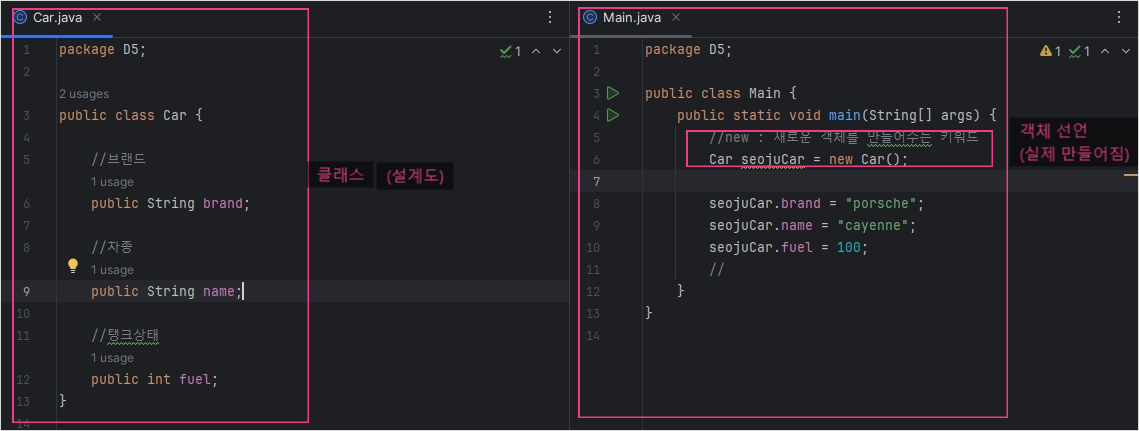 Car.java
1 package D5;
2
2 usages
3 public class Car {
4
5 //브랜드
1 usage
6 public String brand;
7
8 //차종
1 usage
9 public String name;
10
11 //탱크상태
1 usage
12 public int fuel;
13 }
14
1
클래스 (설계도)
Main.java
1 package D5;
2
3 public class Main {
4 public static void main(String[] args) {
5 //new : 새로운 객체를 만들어주는 키워드
6 Car seojuCar = new Car();
7
8 seojuCar.brand = "porsche";
9 seojuCar.name = "cayenne";
10 seojuCar.fuel = 100;
11 //
12 }
13 }
14
1 1
객체 선언
(실제 만들어짐)